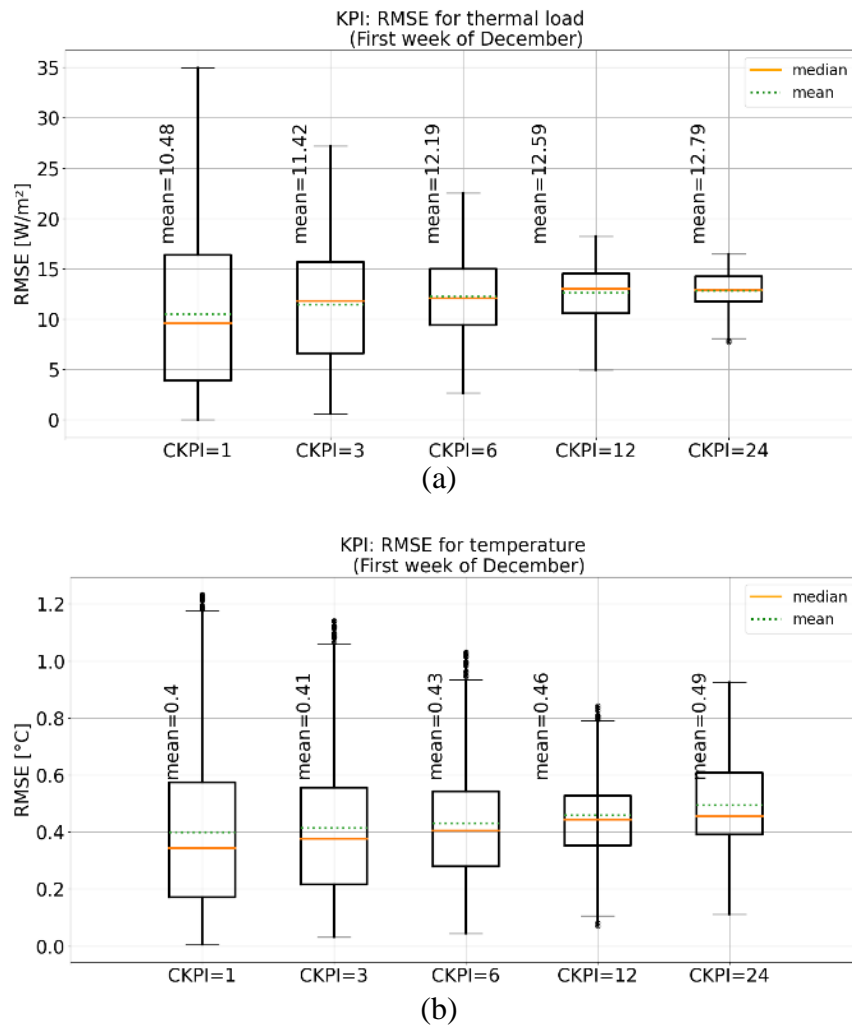 KPI: RMSE for thermal load
(First week of December)
RMSE [W/m²]
35
30
25
20
15
10
5
0
mean=10.48
mean=11.42
mean=12.19
mean=12.59
mean=12.79
median
mean
CKPI=1
CKPI=3
CKPI=6
CKPI=12
CKPI=24
(a)
KPI: RMSE for temperature
(First week of December)
RMSE [°C]
1.2
1.0
0.8
0.6
0.4
0.2
0.0
mean=0.4
mean=0.41
mean=0.43
mean=0.46
mean=0.49
median
mean
CKPI=1
CKPI=3
CKPI=6
CKPI=12
CKPI=24
(b)